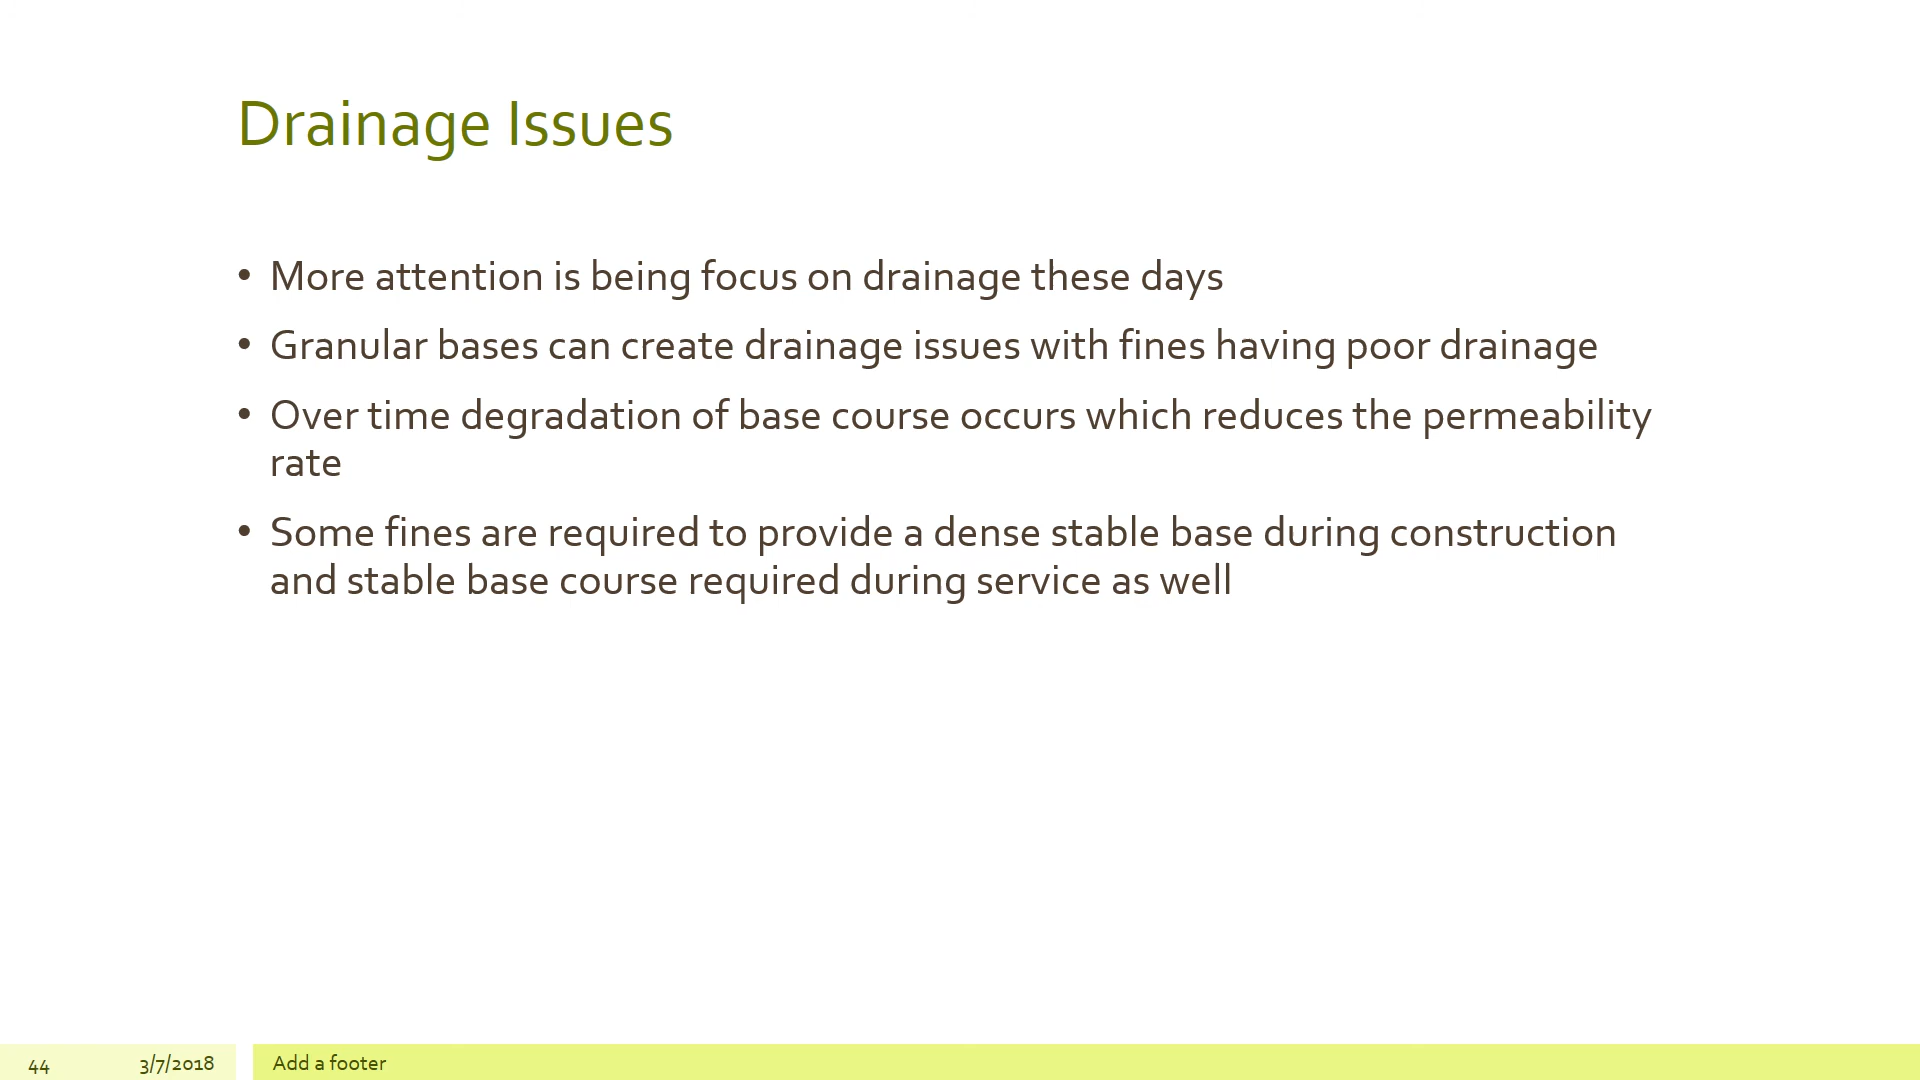 Drainage Issues
• More attention is being focus on drainage these days
• Granular bases can create drainage issues with fines having poor drainage
• Over time degradation of base course occurs which reduces the permeability
rate
• Some fines are required to provide a dense stable base during construction
and stable base course required during service as well
44 3/7/2018 Add a footer